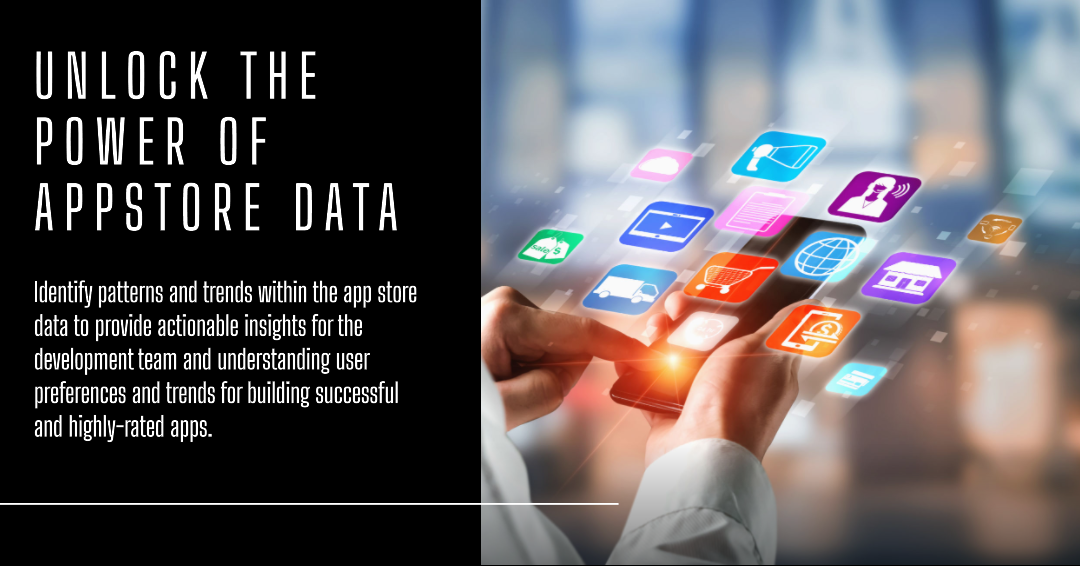 UNLOCK THE
POWER OF
APPSTORE DATA
Identify patterns and trends within the app store
data to provide actionable insights for the
development team and understanding user
preferences and trends for building successful
and highly-rated apps.
sale $